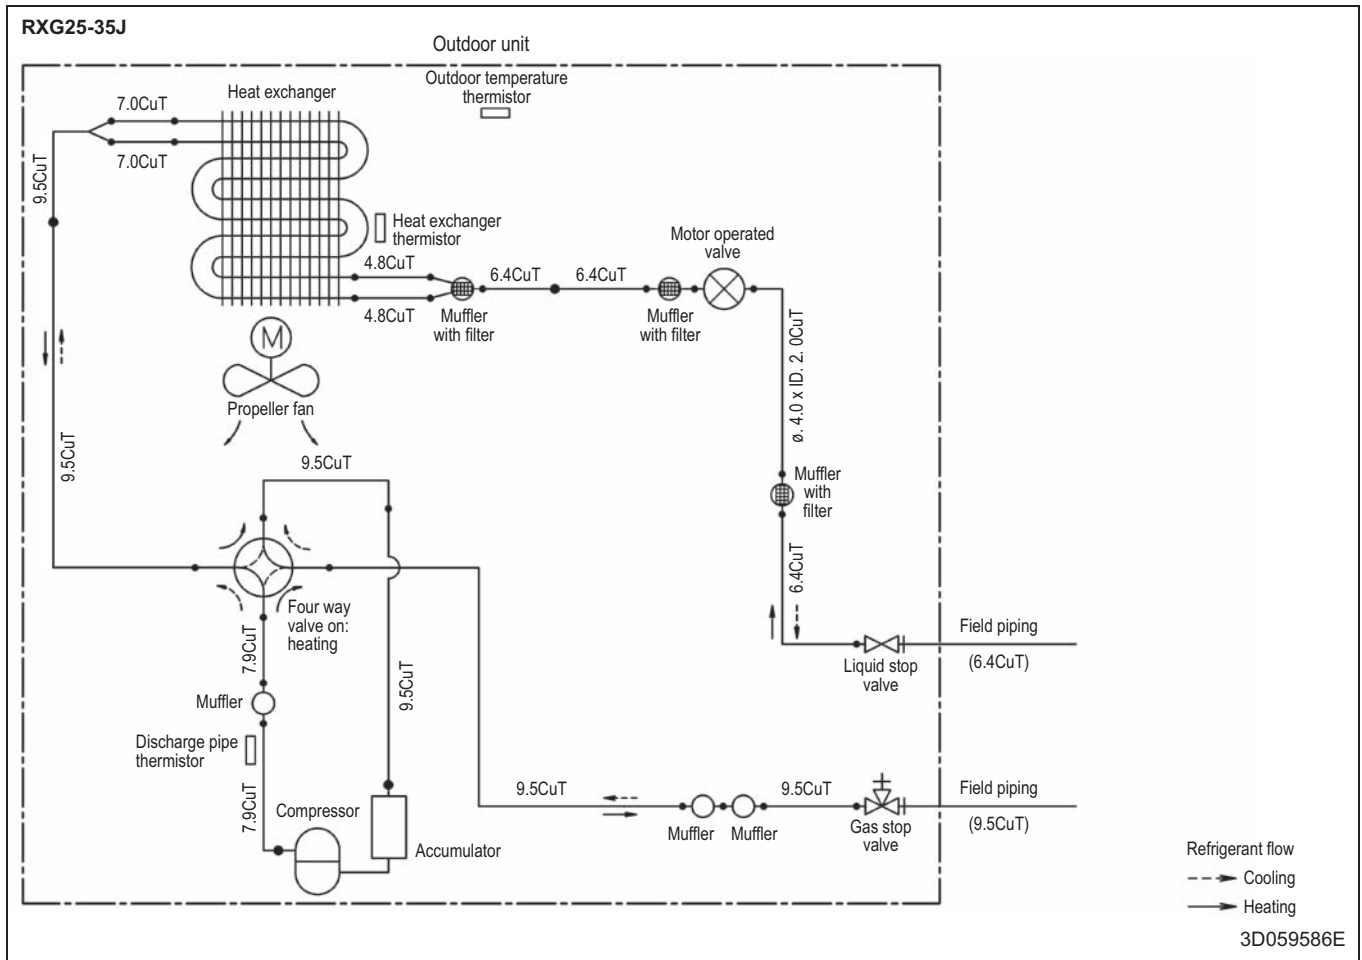 RXG25-35J
Outdoor unit
Outdoor temperature
thermistor
Heat exchanger
7.0CuT
7.0CuT
9.5CuT
Heat exchanger
thermistor
4.8CuT
4.8CuT
Muffler
with filter
6.4CuT
6.4CuT
Muffler
with filter
Motor operated
valve
M
Propeller fan
ø. 4.0 x ID. 2. 0CuT
9.5CuT
9.5CuT
Muffler
with
filter
6.4CuT
Four way
valve on:
heating
7.9CuT
Muffler
9.5CuT
Liquid stop
valve
Field piping
(6.4CuT)
Discharge pipe
thermistor
7.9CuT
Compressor
Accumulator
9.5CuT
Muffler
Muffler
9.5CuT
Gas stop
valve
Field piping
(9.5CuT)
Refrigerant flow
Cooling
Heating
3D059586E